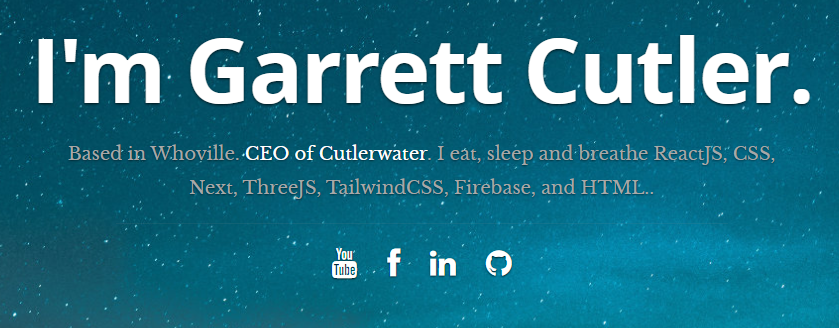 I'm Garrett Cutler.
Based in Whoville. CEO of Cutlerwater. I eat, sleep and breathe ReactJS, CSS,
Next, ThreeJS, TailwindCSS, Firebase, and HTML..
You
Tube
f in